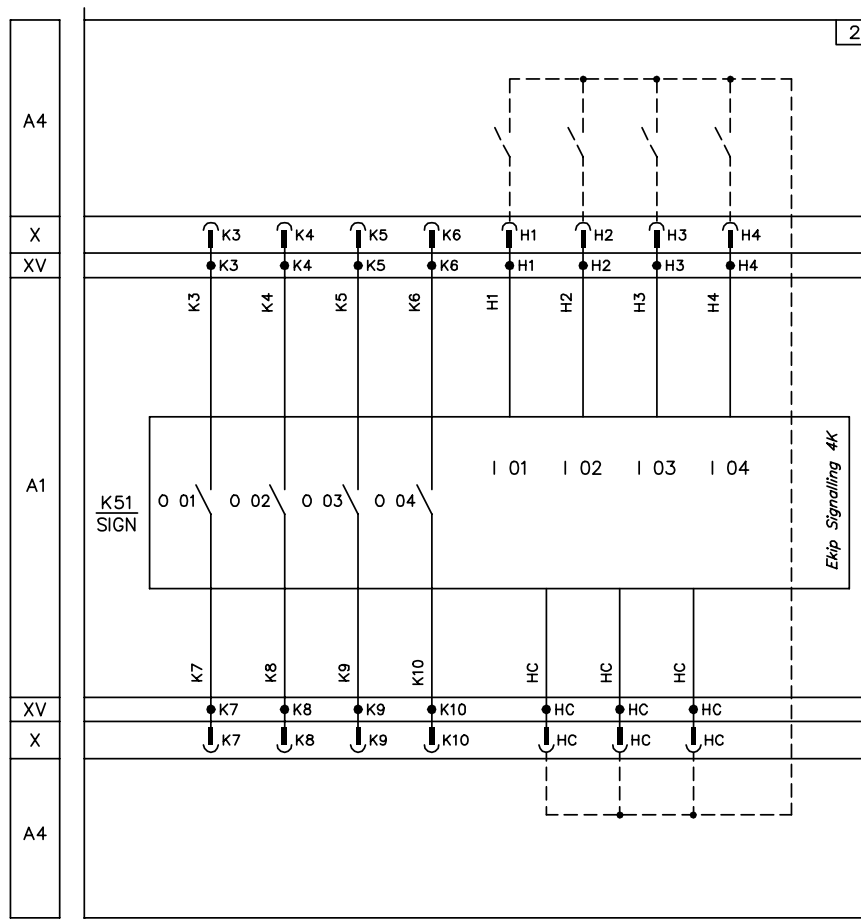 2
A4
X K3 K4 K5 K6 H1 H2 H3 H4
XV K3 K4 K5 K6 H1 H2 H3 H4
K3 K4 K5 K6 H1 H2 H3 H4
A1
K51
SIGN
O 01 O 02 O 03 O 04 I 01 I 02 I 03 I 04
Ekip Signalling 4K
K7 K8 K9 K10 HC HC HC
XV K7 K8 K9 K10 HC HC HC
X K7 K8 K9 K10 HC HC HC
A4